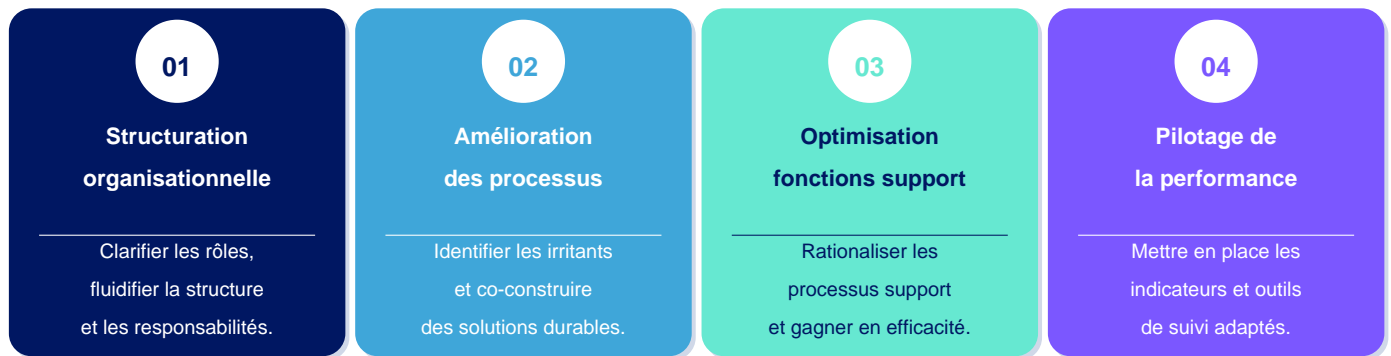 01
Structuration
organisationnelle
Clarifier les rôles,
fluidifier la structure
et les responsabilités.
02
Amélioration
des processus
Identifier les irritants
et co-construire
des solutions durables.
03
Optimisation
fonctions support
Rationaliser les
processus support
et gagner en efficacité.
04
Pilotage de
la performance
Mettre en place les
indicateurs et outils
de suivi adaptés.